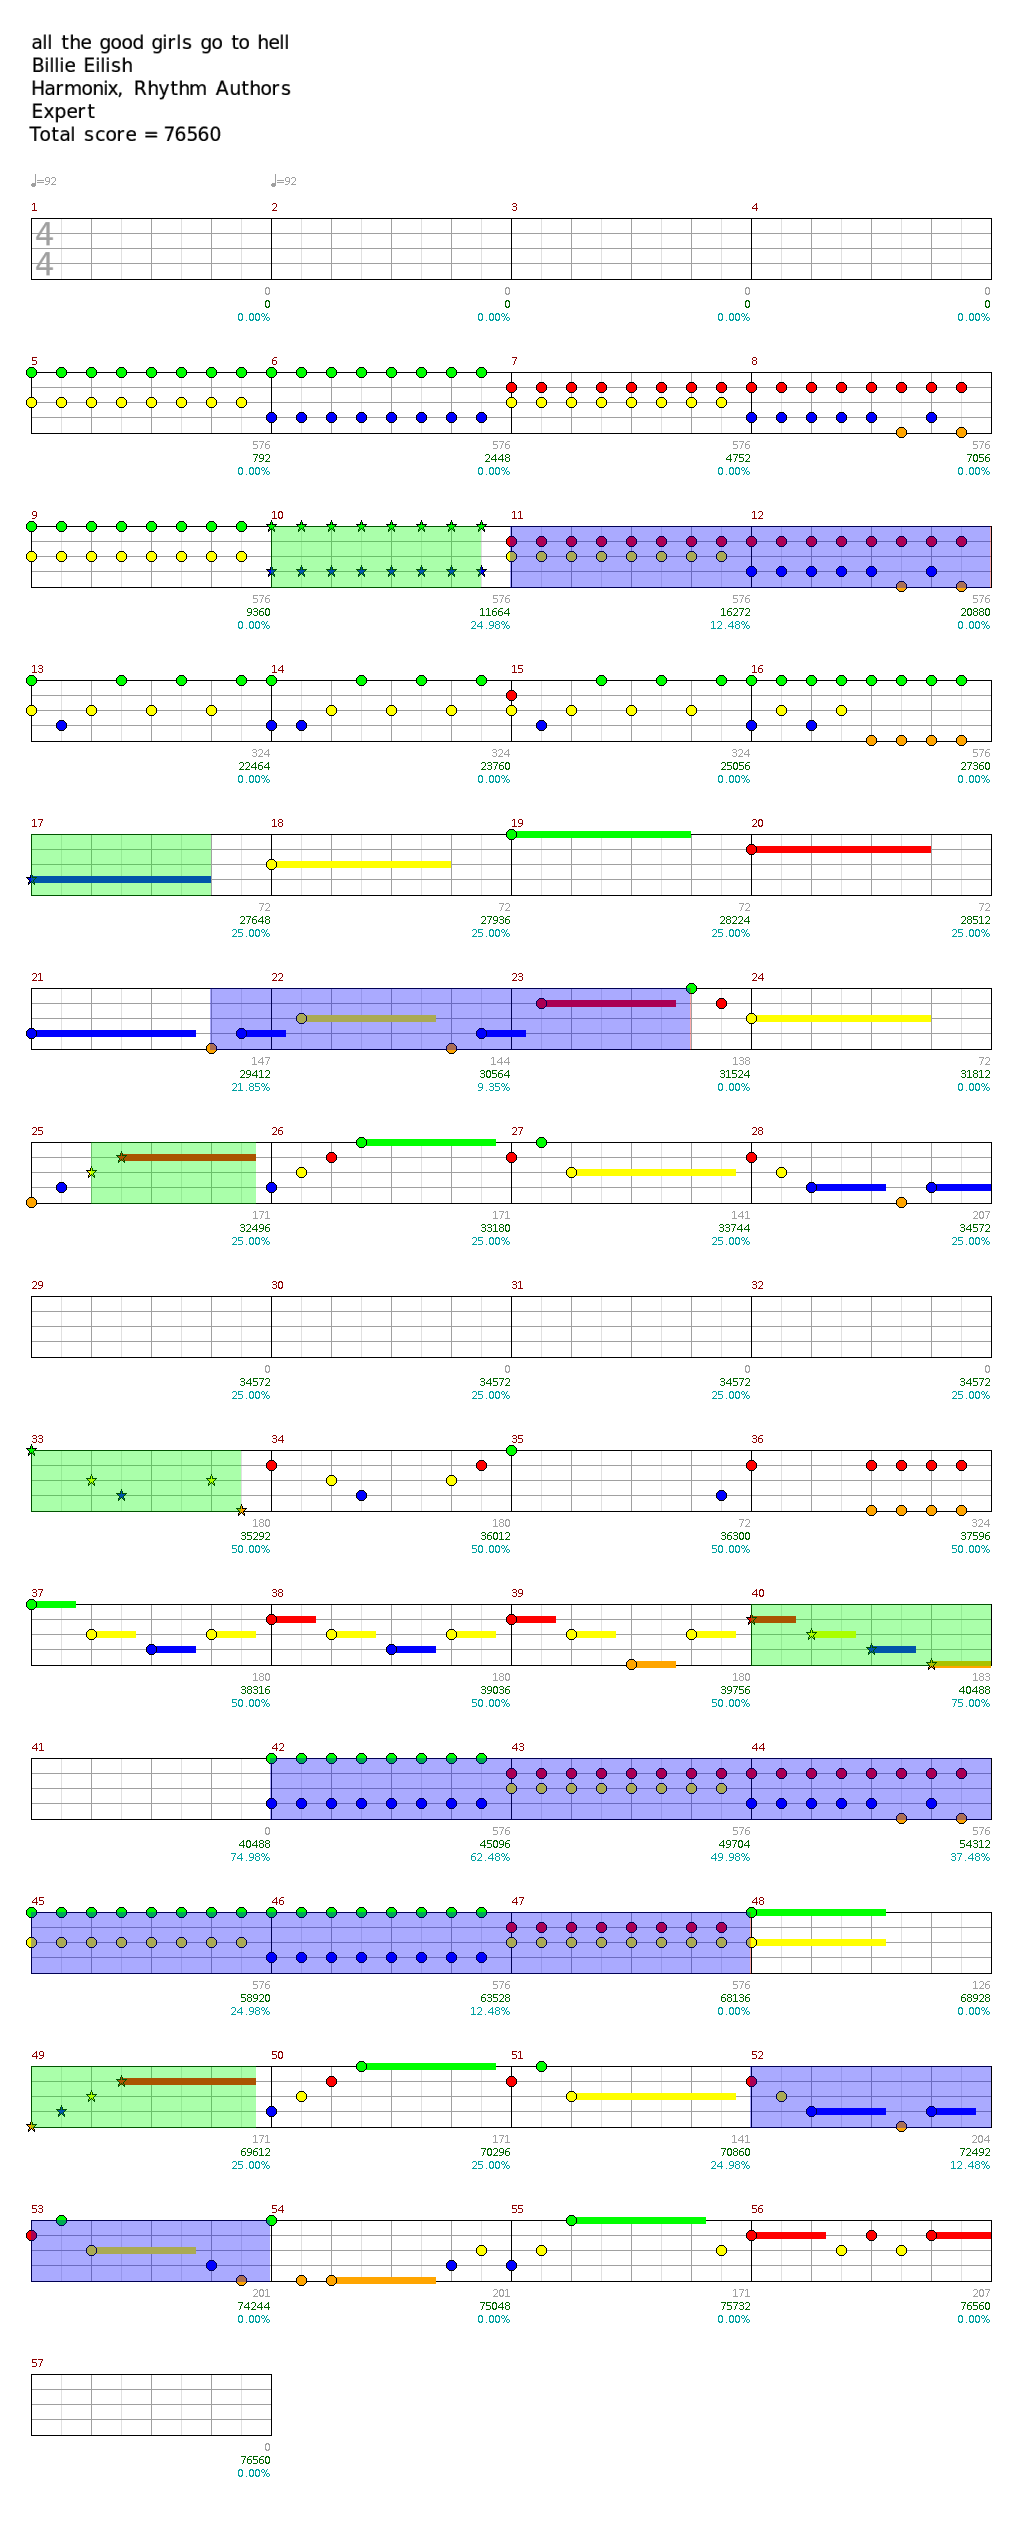 all the good girls go to hell
Billie Eilish
Harmonix, Rhythm Authors
Expert
Total score = 76560
♩=92 ♩=92
1 2 3 4
4
4
0 0 0 0
0 0 0 0
0.00% 0.00% 0.00% 0.00%
5 6 7 8
576 576 576 576
792 2448 4752 7056
0.00% 0.00% 0.00% 0.00%
9 10 11 12
576 576 576 576
9360 11664 16272 20880
0.00% 24.98% 12.48% 0.00%
13 14 15 16
324 324 324 576
22464 23760 25056 27360
0.00% 0.00% 0.00% 0.00%
17 18 19 20
72 72 72 72
27648 27936 28224 28512
25.00% 25.00% 25.00% 25.00%
21 22 23 24
147 144 138 72
29412 30564 31524 31812
21.85% 9.35% 0.00% 0.00%
25 26 27 28
171 171 141 207
32496 33180 33744 34572
25.00% 25.00% 25.00% 25.00%
29 30 31 32
0 0 0 0
34572 34572 34572 34572
25.00% 25.00% 25.00% 25.00%
33 34 35 36
180 180 72 324
35292 36012 36300 37596
50.00% 50.00% 50.00% 50.00%
37 38 39 40
180 180 180 183
38316 39036 39756 40488
50.00% 50.00% 50.00% 75.00%
41 42 43 44
0 576 576 576
40488 45096 49704 54312
74.98% 62.48% 49.98% 37.48%
45 46 47 48
576 576 576 126
58920 63528 68136 68928
24.98% 12.48% 0.00% 0.00%
49 50 51 52
171 171 141 204
69612 70296 70860 72492
25.00% 25.00% 24.98% 12.48%
53 54 55 56
201 201 171 207
74244 75048 75732 76560
0.00% 0.00% 0.00% 0.00%
57
0
76560
0.00%